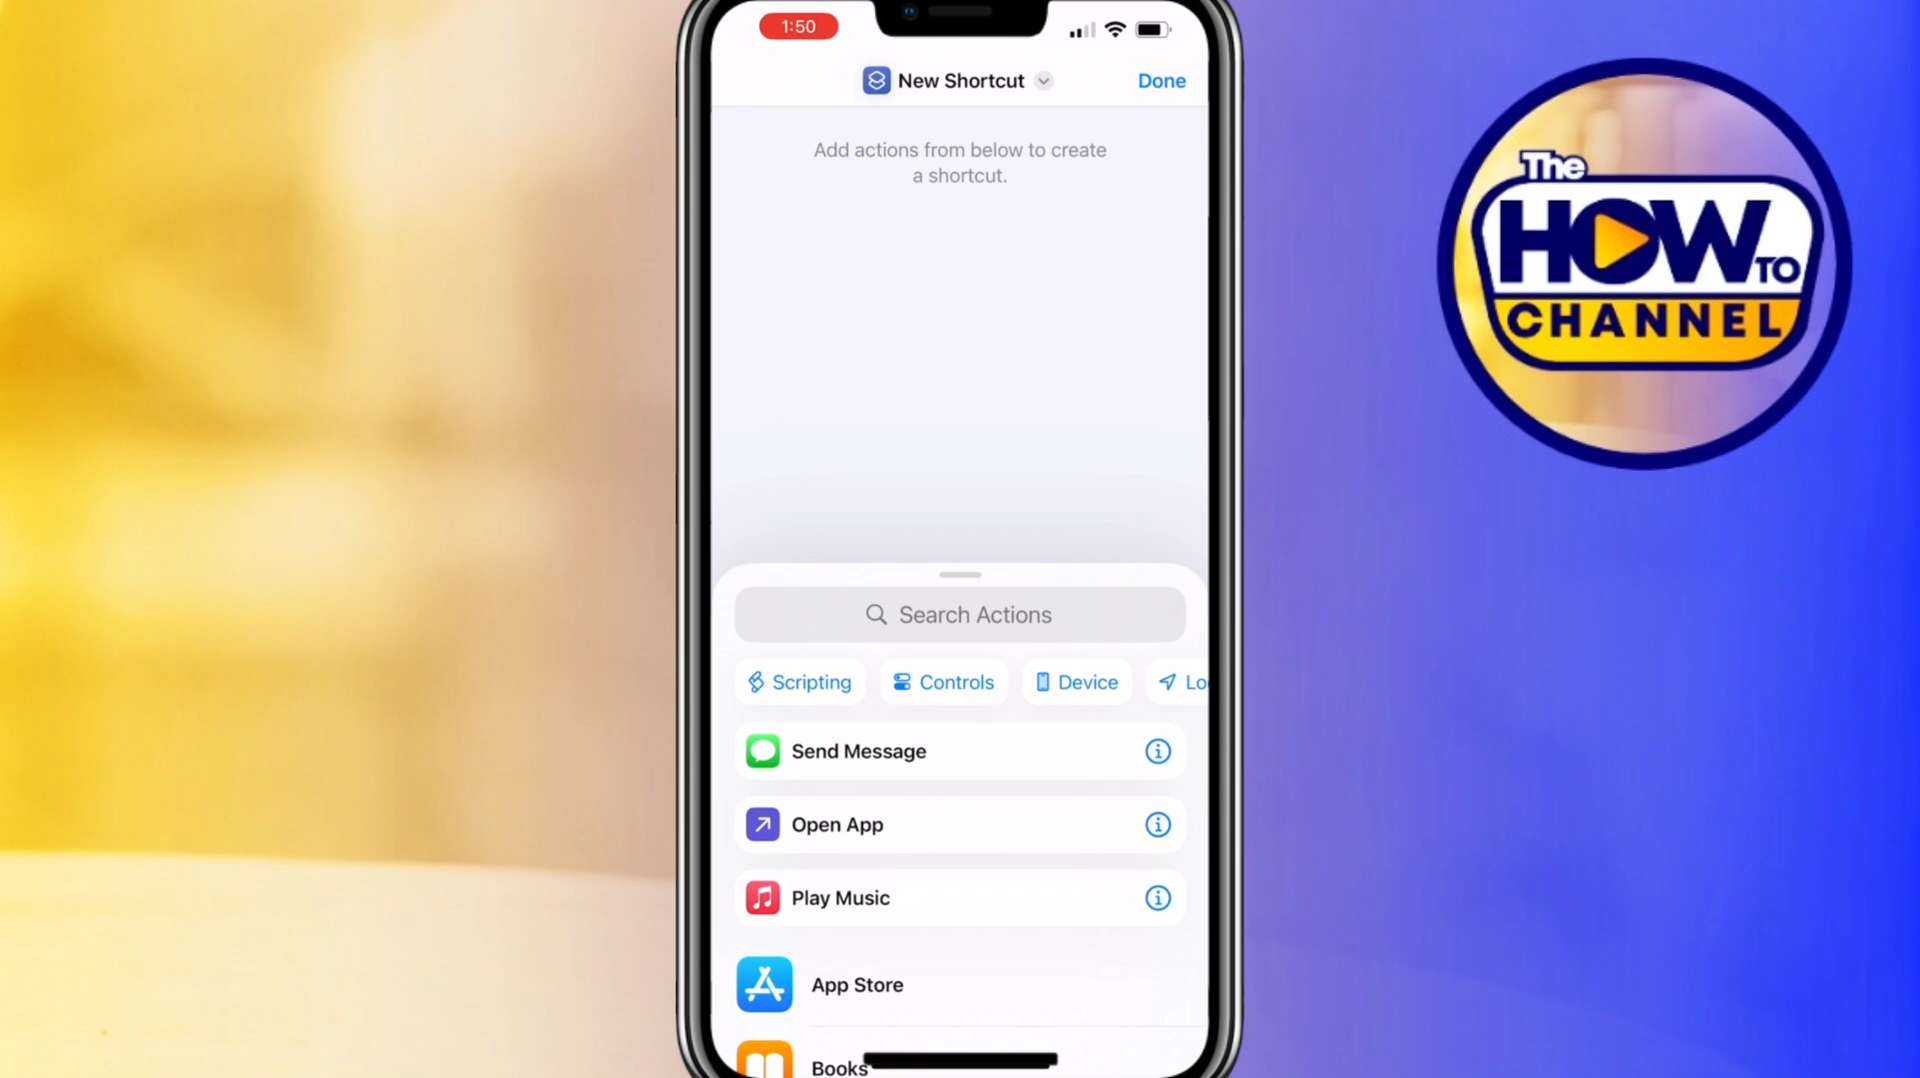 1:50
New Shortcut
Done
Add actions from below to create
a shortcut.
The
HOW TO
CHANNEL
Search Actions
Scripting
Controls
Device
Lo
Send Message
Open App
Play Music
App Store
Books